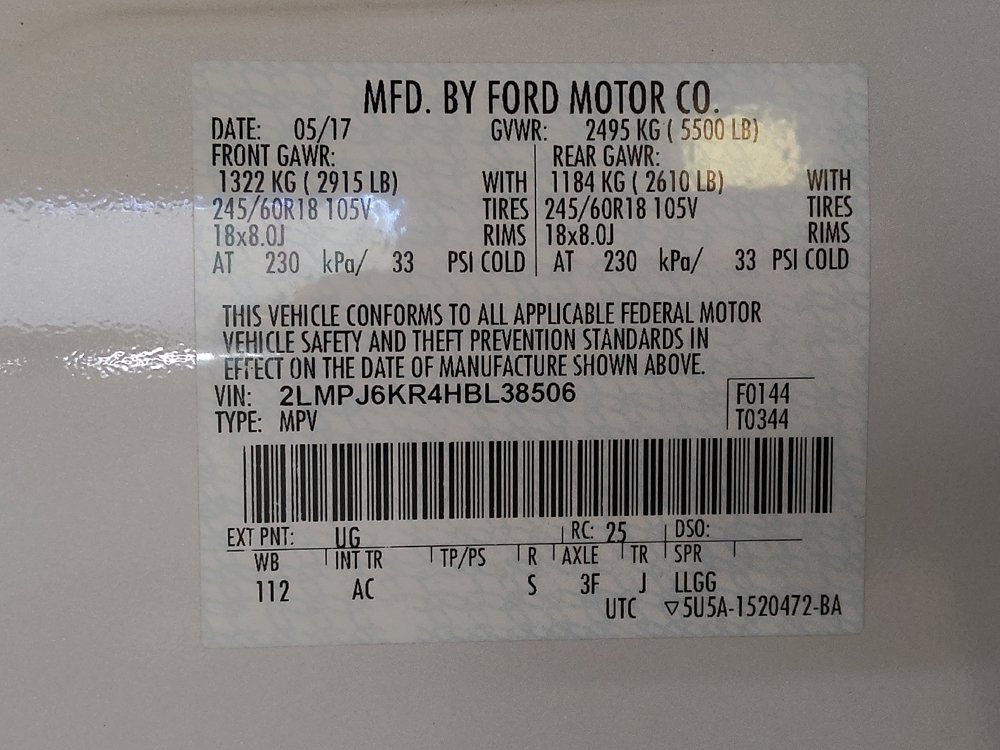 MFD. BY FORD MOTOR CO.
DATE: 05/17 GVWR: 2495 KG ( 5500 LB)
FRONT GAWR: REAR GAWR:
1322 KG ( 2915 LB) WITH 1184 KG ( 2610 LB) WITH
245/60R18 105V TIRES 245/60R18 105V TIRES
18x8.0J RIMS 18x8.0J RIMS
AT 230 kPa/ 33 PSI COLD AT 230 kPa/ 33 PSI COLD
THIS VEHICLE CONFORMS TO ALL APPLICABLE FEDERAL MOTOR
VEHICLE SAFETY AND THEFT PREVENTION STANDARDS IN
EFFECT ON THE DATE OF MANUFACTURE SHOWN ABOVE.
VIN: 2LMPJ6KR4HBL38506 F0144
TYPE: MPV T0344
EXT PNT: UG RC: 25 DSO:
WB INT TR TP/PS R AXLE TR SPR
112 AC S 3F J LLGG
UTC ▽5U5A-1520472-BA